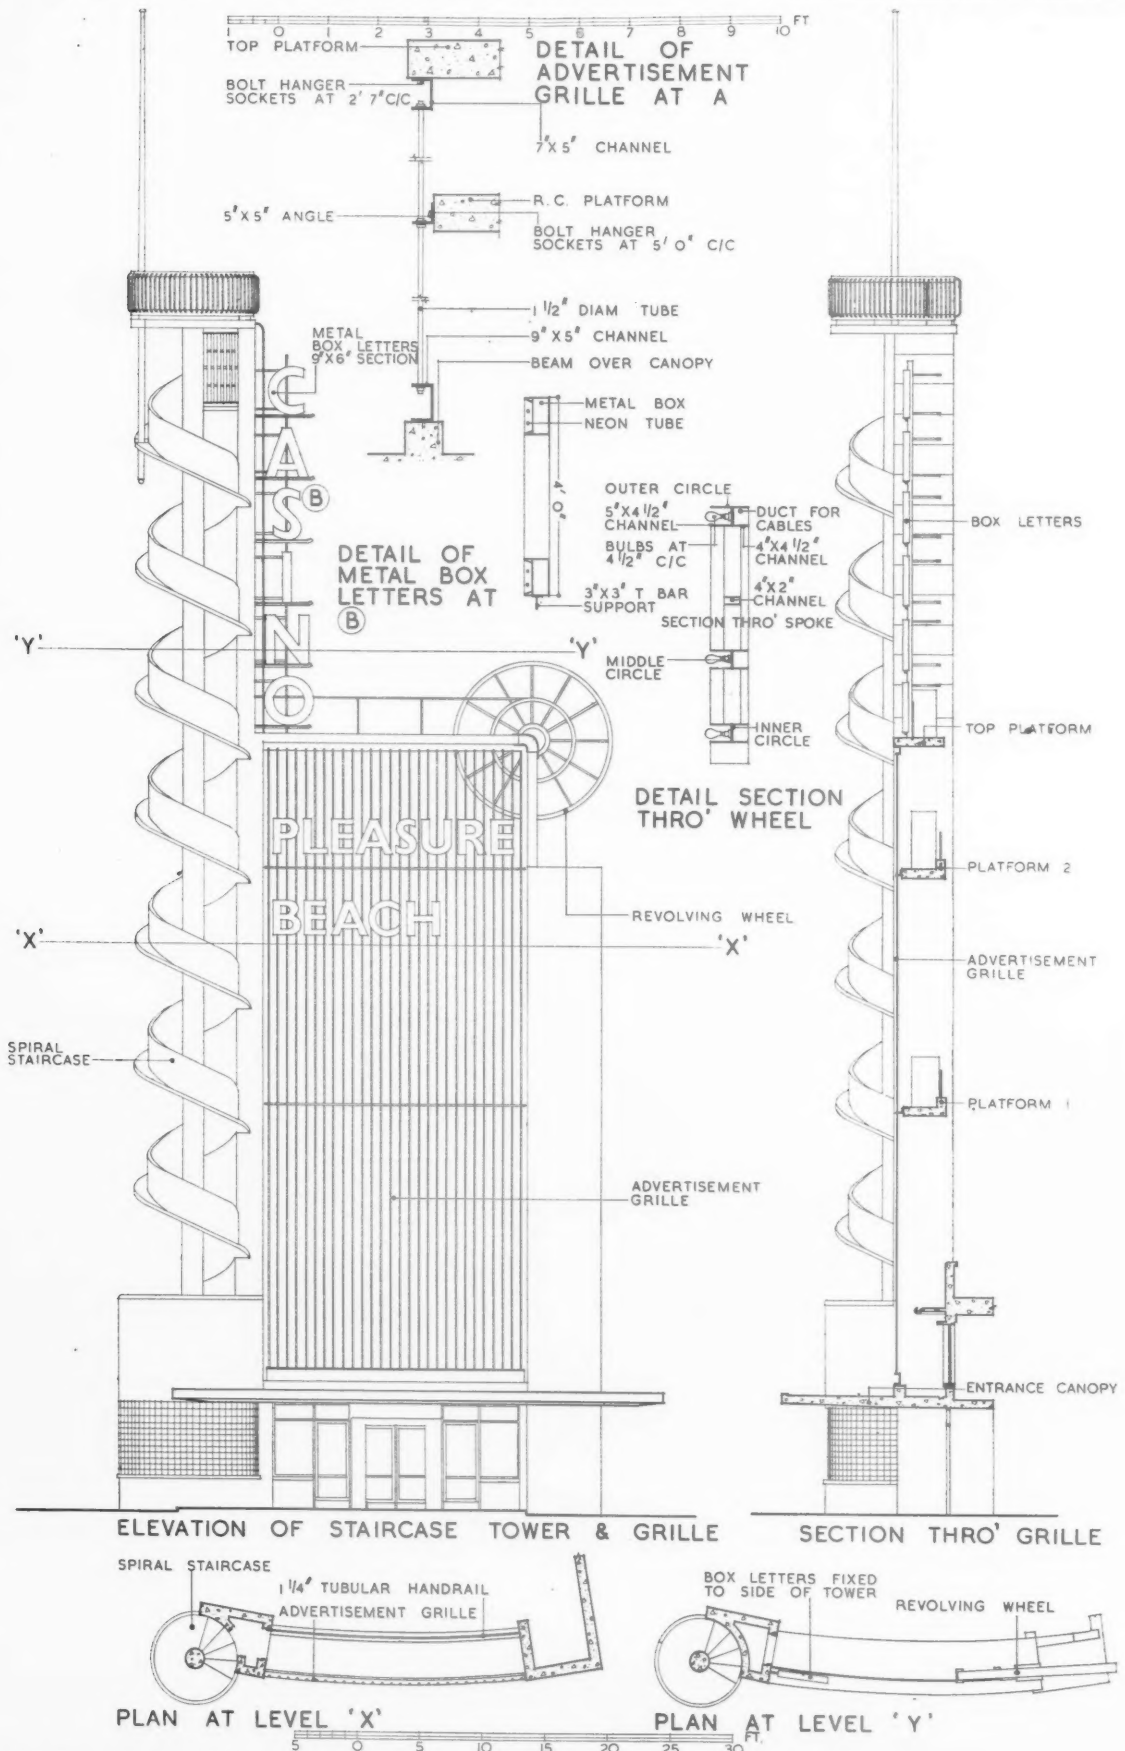 1 0 1 2 3 4 5 6 7 8 9 10 FT
TOP PLATFORM
DETAIL OF
ADVERTISEMENT
GRILLE AT A
BOLT HANGER
SOCKETS AT 2' 7" C/C
7"X 5" CHANNEL
5"X 5" ANGLE
R.C. PLATFORM
BOLT HANGER
SOCKETS AT 5' 0" C/C
1 1/2" DIAM TUBE
9"X 5" CHANNEL
BEAM OVER CANOPY
METAL
BOX LETTERS
9"X6" SECTION
METAL BOX
NEON TUBE
4' 0"
CASINO
B
DETAIL OF
METAL BOX
LETTERS AT
B
3"X3" T BAR
SUPPORT
OUTER CIRCLE
5"X4 1/2"
CHANNEL
BULBS AT
4 1/2" C/C
DUCT FOR
CABLES
4"X4 1/2"
CHANNEL
4"X2"
CHANNEL
SECTION THRO' SPOKE
MIDDLE
CIRCLE
INNER
CIRCLE
DETAIL SECTION
THRO' WHEEL
BOX LETTERS
'Y' 'Y'
TOP PLATFORM
PLEASURE
BEACH
PLATFORM 2
REVOLVING WHEEL
'X' 'X'
ADVERTISEMENT
GRILLE
SPIRAL
STAIRCASE
PLATFORM 1
ADVERTISEMENT
GRILLE
ENTRANCE CANOPY
ELEVATION OF STAIRCASE TOWER & GRILLE
SECTION THRO' GRILLE
SPIRAL STAIRCASE
1 1/4" TUBULAR HANDRAIL
ADVERTISEMENT GRILLE
BOX LETTERS FIXED
TO SIDE OF TOWER
REVOLVING WHEEL
PLAN AT LEVEL 'X'
PLAN AT LEVEL 'Y'
5 0 5 10 15 20 25 30 FT.